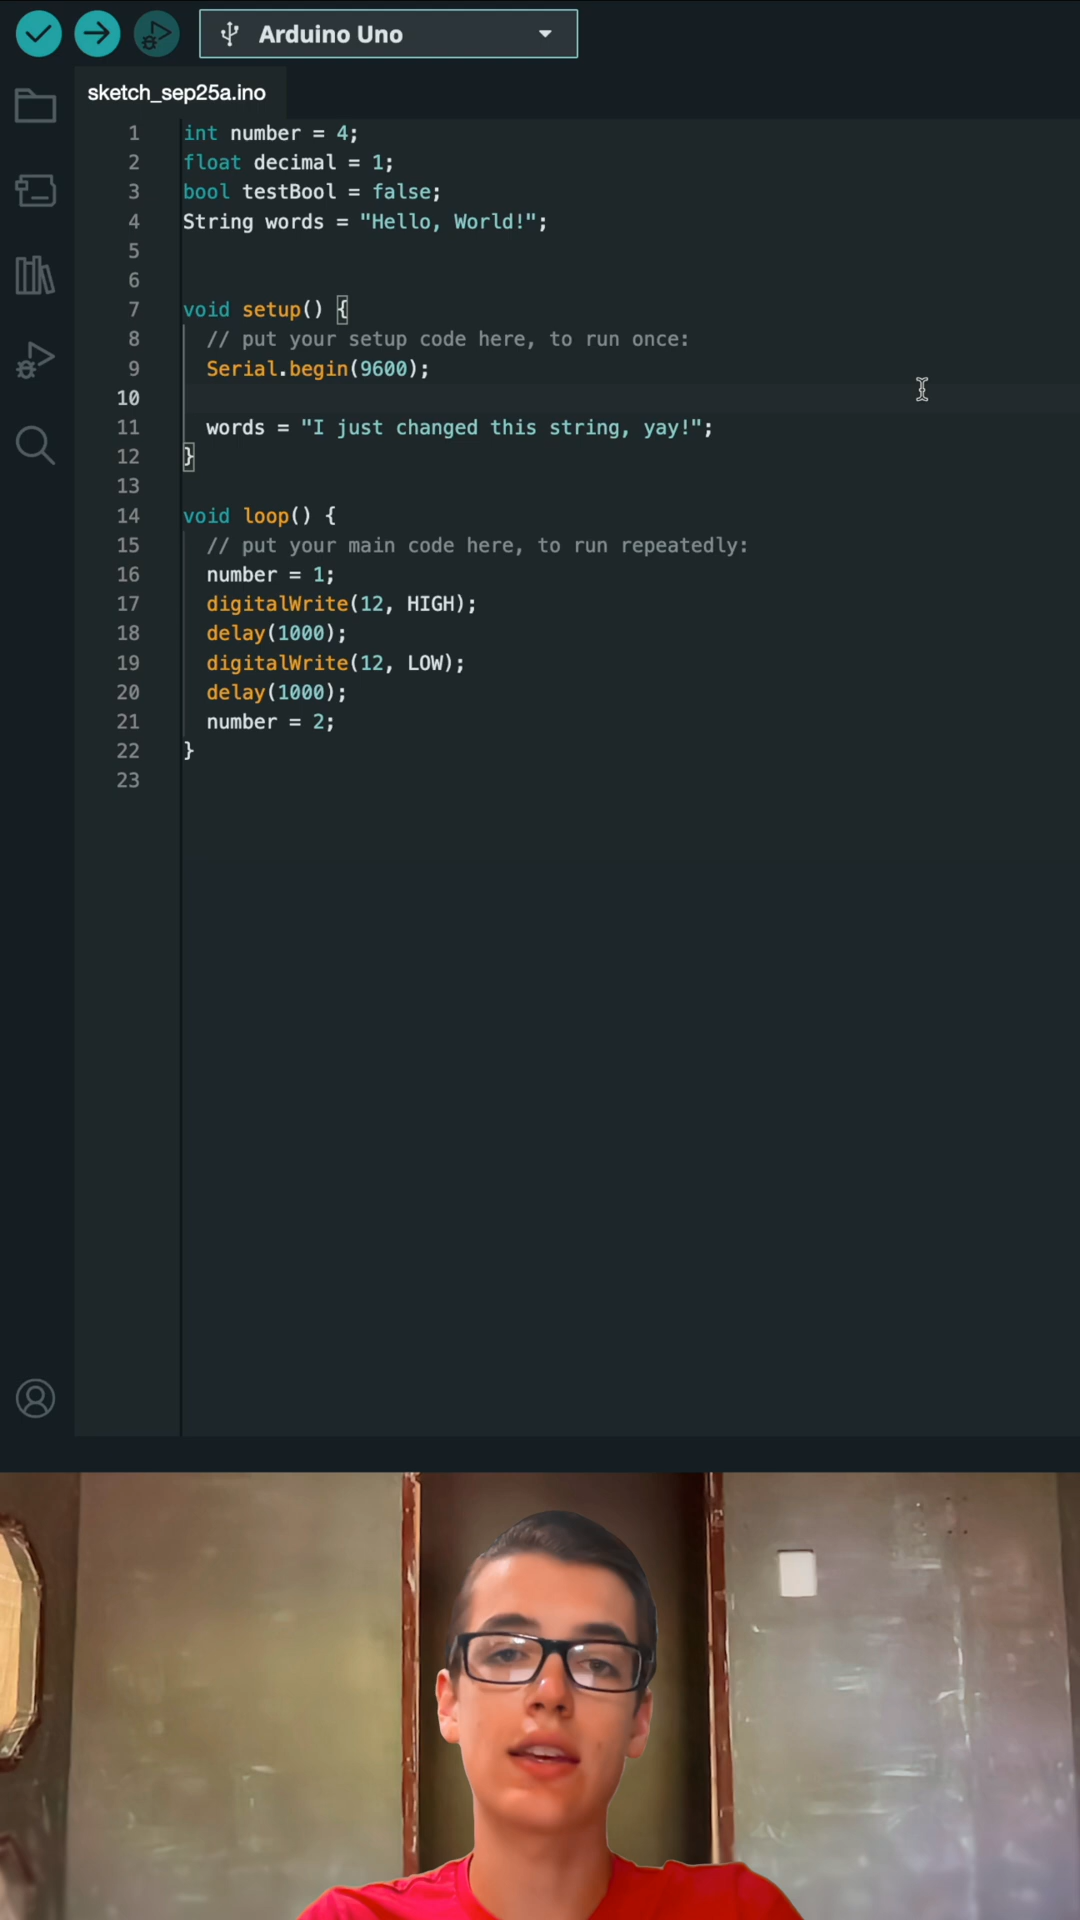 Arduino Uno
sketch_sep25a.ino
1 int number = 4;
2 float decimal = 1;
3 bool testBool = false;
4 String words = "Hello, World!";
5
6
7 void setup() {
8 // put your setup code here, to run once:
9 Serial.begin(9600);
10
11 words = "I just changed this string, yay!";
12 }
13
14 void loop() {
15 // put your main code here, to run repeatedly:
16 number = 1;
17 digitalWrite(12, HIGH);
18 delay(1000);
19 digitalWrite(12, LOW);
20 delay(1000);
21 number = 2;
22 }
23